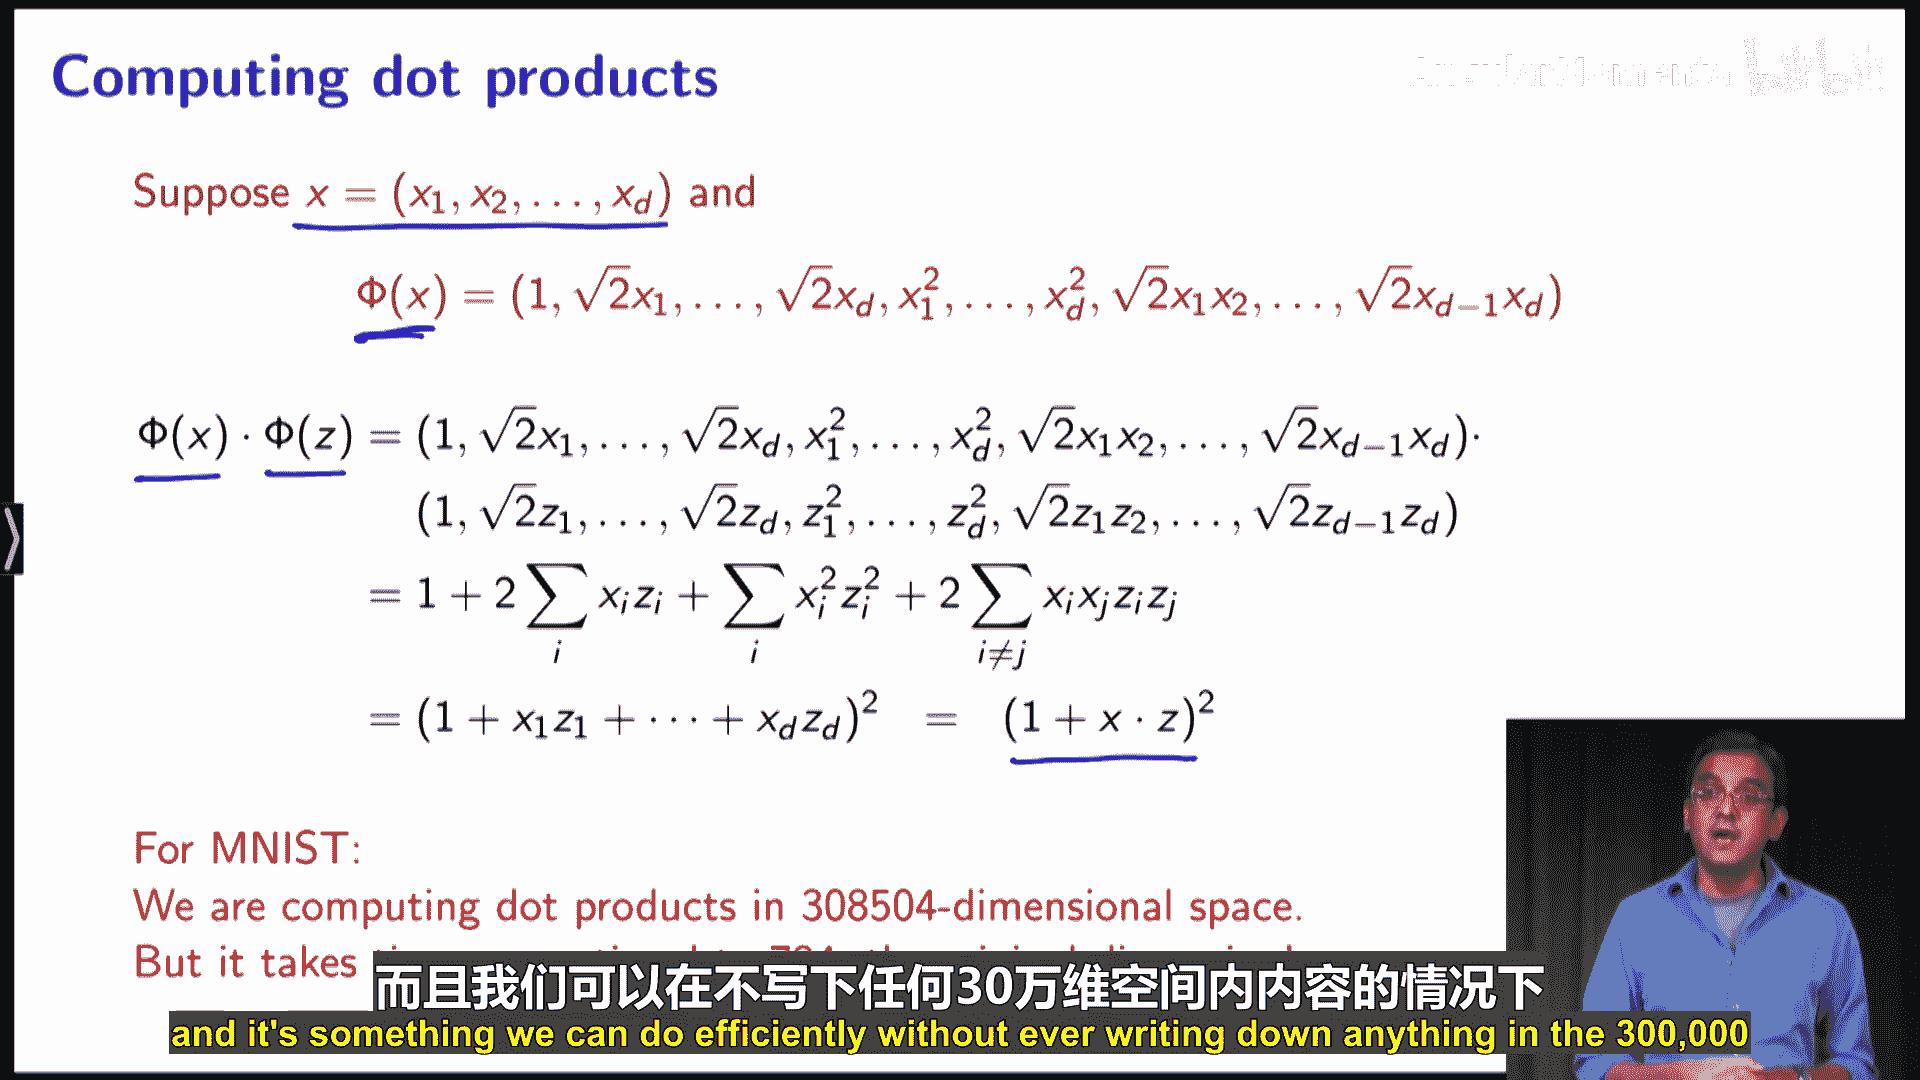 Computing dot products
Suppose x = (x₁, x₂, . . . , x_d) and
Φ(x) = (1, √2x₁, . . . , √2x_d, x₁², . . . , x_d², √2x₁x₂, . . . , √2x_{d−1}x_d)
Φ(x) · Φ(z) = (1, √2x₁, . . . , √2x_d, x₁², . . . , x_d², √2x₁x₂, . . . , √2x_{d−1}x_d)·
(1, √2z₁, . . . , √2z_d, z₁², . . . , z_d², √2z₁z₂, . . . , √2z_{d−1}z_d)
= 1 + 2 ∑_i x_i z_i + ∑_i x_i² z_i² + 2 ∑_{i≠j} x_i x_j z_i z_j
= (1 + x₁z₁ + · · · + x_d z_d)² = (1 + x · z)²
For MNIST:
We are computing dot products in 308504-dimensional space.
But it takes
而且我们可以在不写下任何30万维空间内内容的情况下
and it's something we can do efficiently without ever writing down anything in the 300,000